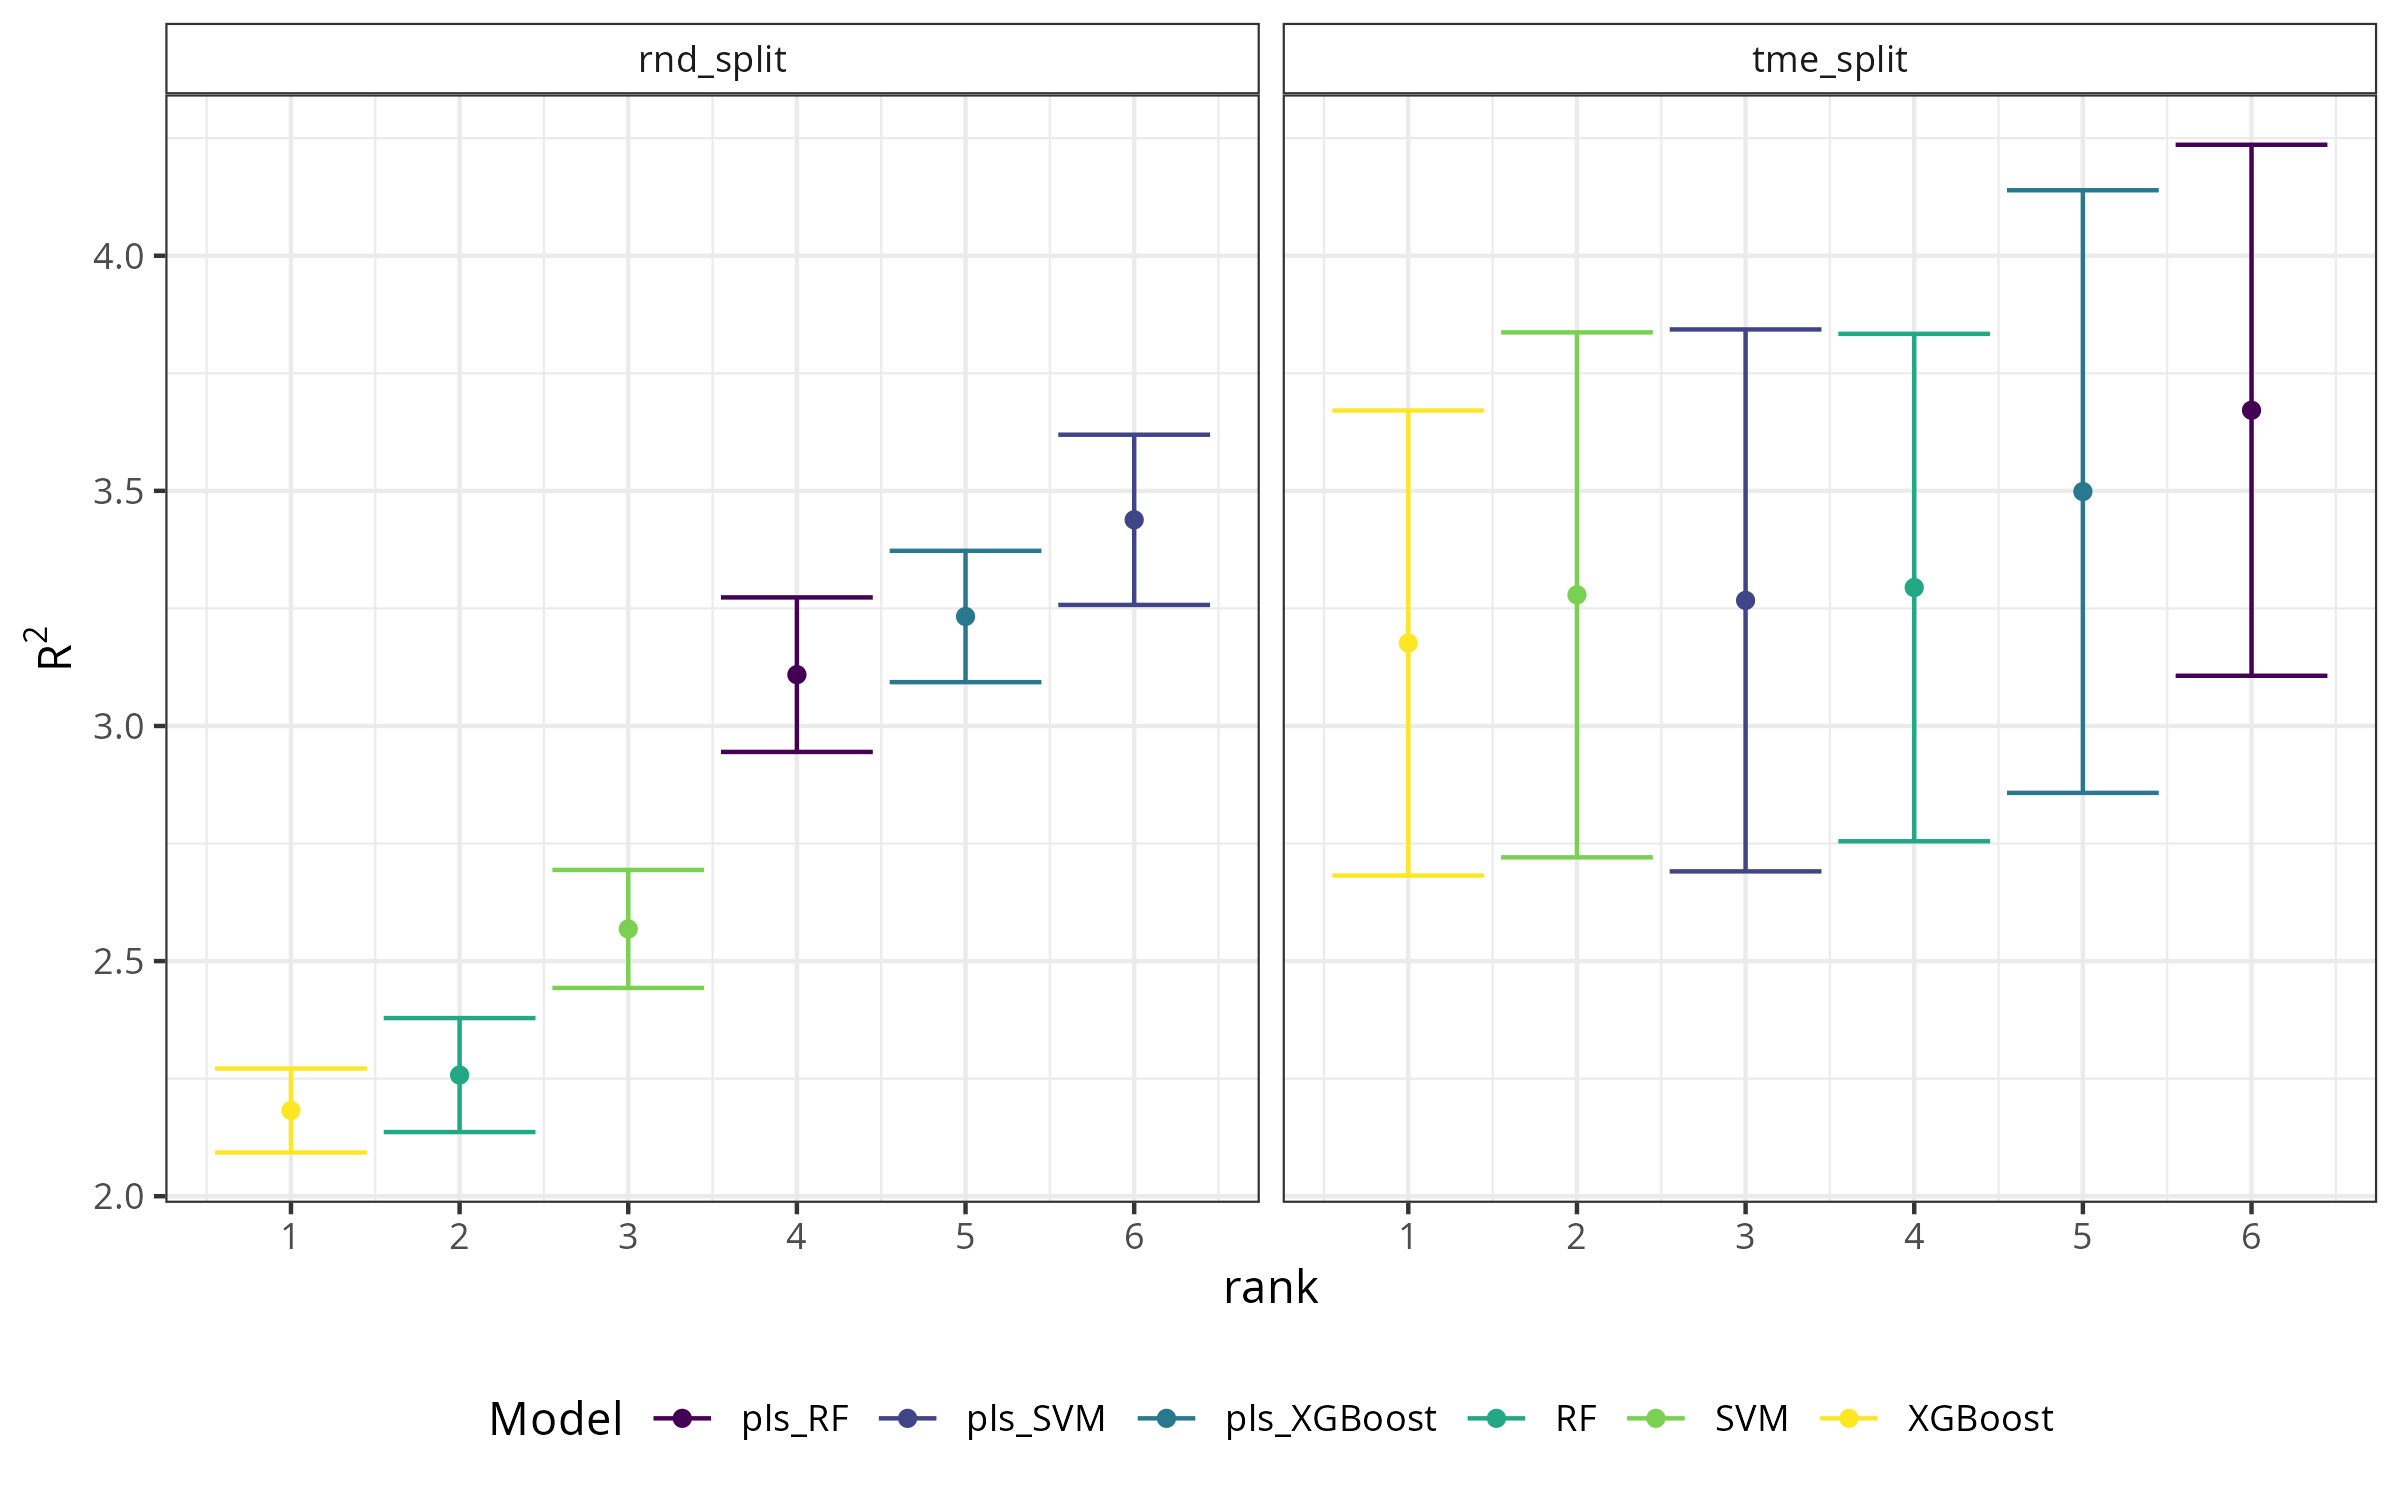 rnd_split
tme_split
4.0
3.5
3.0
2.5
2.0
R²
1 2 3 4 5 6
1 2 3 4 5 6
rank
Model pls_RF pls_SVM pls_XGBoost RF SVM XGBoost